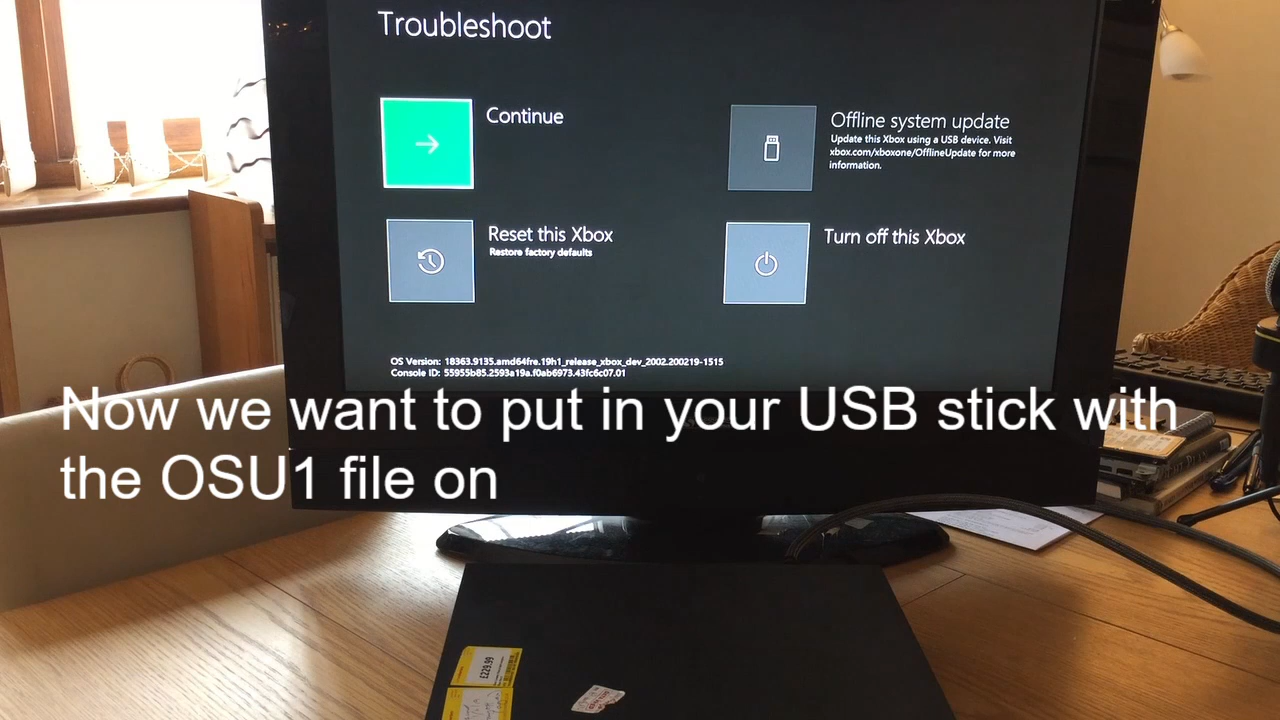 Troubleshoot
Continue
Offline system update
Update this Xbox using a USB device. Visit
xbox.com/xboxone/OfflineUpdate for more
information.
Reset this Xbox
Restore factory defaults
Turn off this Xbox
OS Version: 18363.9135.amd64fre.19h1_release_xbox_dev_2002.200219-1515
Console ID: 55955b85.2593a19a.f0ab6973.43fc6c07.01
Now we want to put in your USB stick with
the OSU1 file on
£229.99